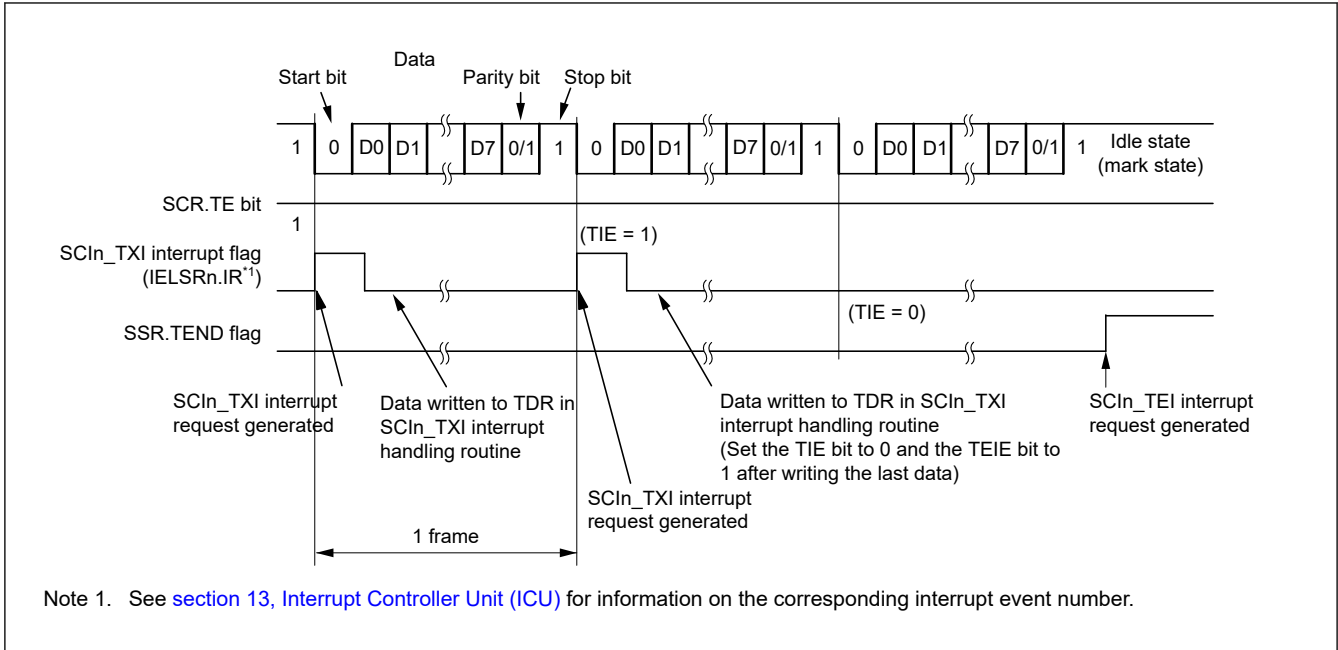 Data
Start bit
Parity bit
Stop bit
1 0 D0 D1 D7 0/1 1 0 D0 D1 D7 0/1 1 0 D0 D1 D7 0/1 1
Idle state
(mark state)
SCR.TE bit
1
SCIn_TXI interrupt flag
(IELSRn.IR*1)
(TIE = 1)
(TIE = 0)
SSR.TEND flag
SCIn_TXI interrupt
request generated
Data written to TDR in
SCIn_TXI interrupt
handling routine
SCIn_TXI interrupt
request generated
Data written to TDR in SCIn_TXI
interrupt handling routine
(Set the TIE bit to 0 and the TEIE bit to
1 after writing the last data)
SCIn_TEI interrupt
request generated
1 frame
Note 1. See section 13, Interrupt Controller Unit (ICU) for information on the corresponding interrupt event number.